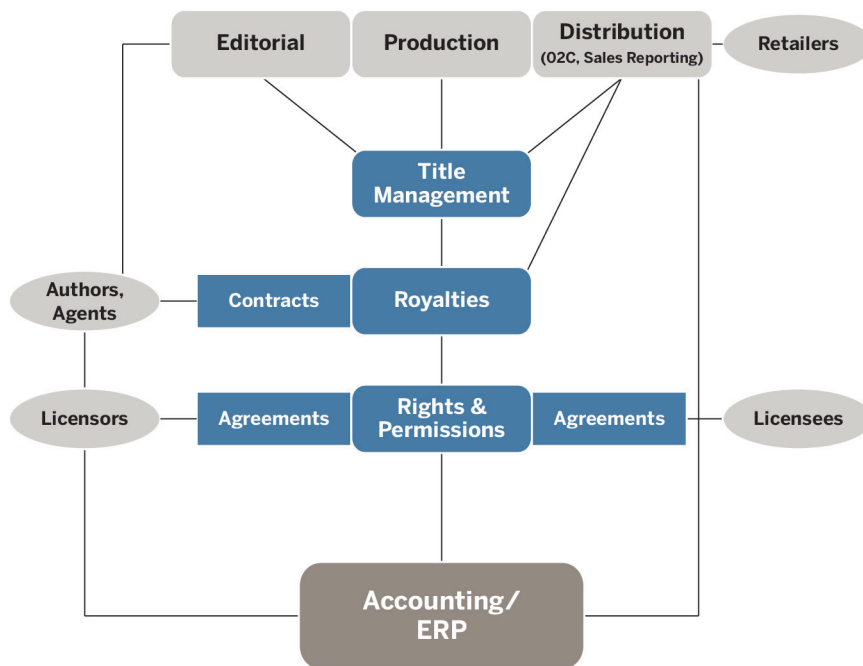 Editorial
Production
Distribution
(O2C, Sales Reporting)
Retailers
Title
Management
Authors,
Agents
Contracts
Royalties
Licensors
Agreements
Rights &
Permissions
Agreements
Licensees
Accounting/
ERP